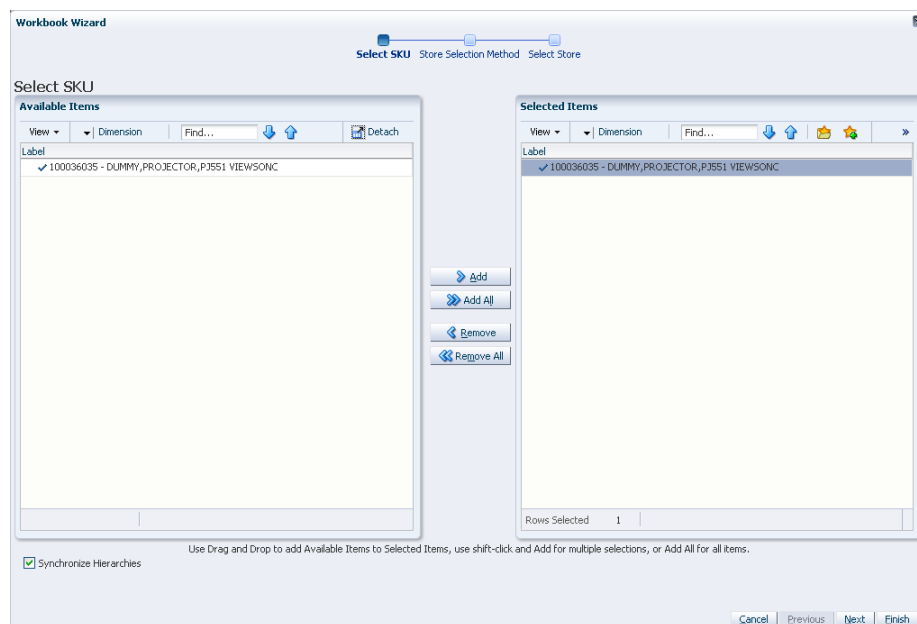 Workbook Wizard
Select SKU Store Selection Method Select Store
Select SKU
Available Items
View Dimension Find... Detach
Label
100036035 - DUMMY,PROJECTOR,PJ551 VIEWSONC
Selected Items
View Dimension Find... »
Label
100036035 - DUMMY,PROJECTOR,PJ551 VIEWSONC
Add
Add All
Remove
Remove All
Rows Selected 1
Use Drag and Drop to add Available Items to Selected Items, use shift-click and Add for multiple selections, or Add All for all items.
Synchronize Hierarchies
Cancel Previous Next Finish